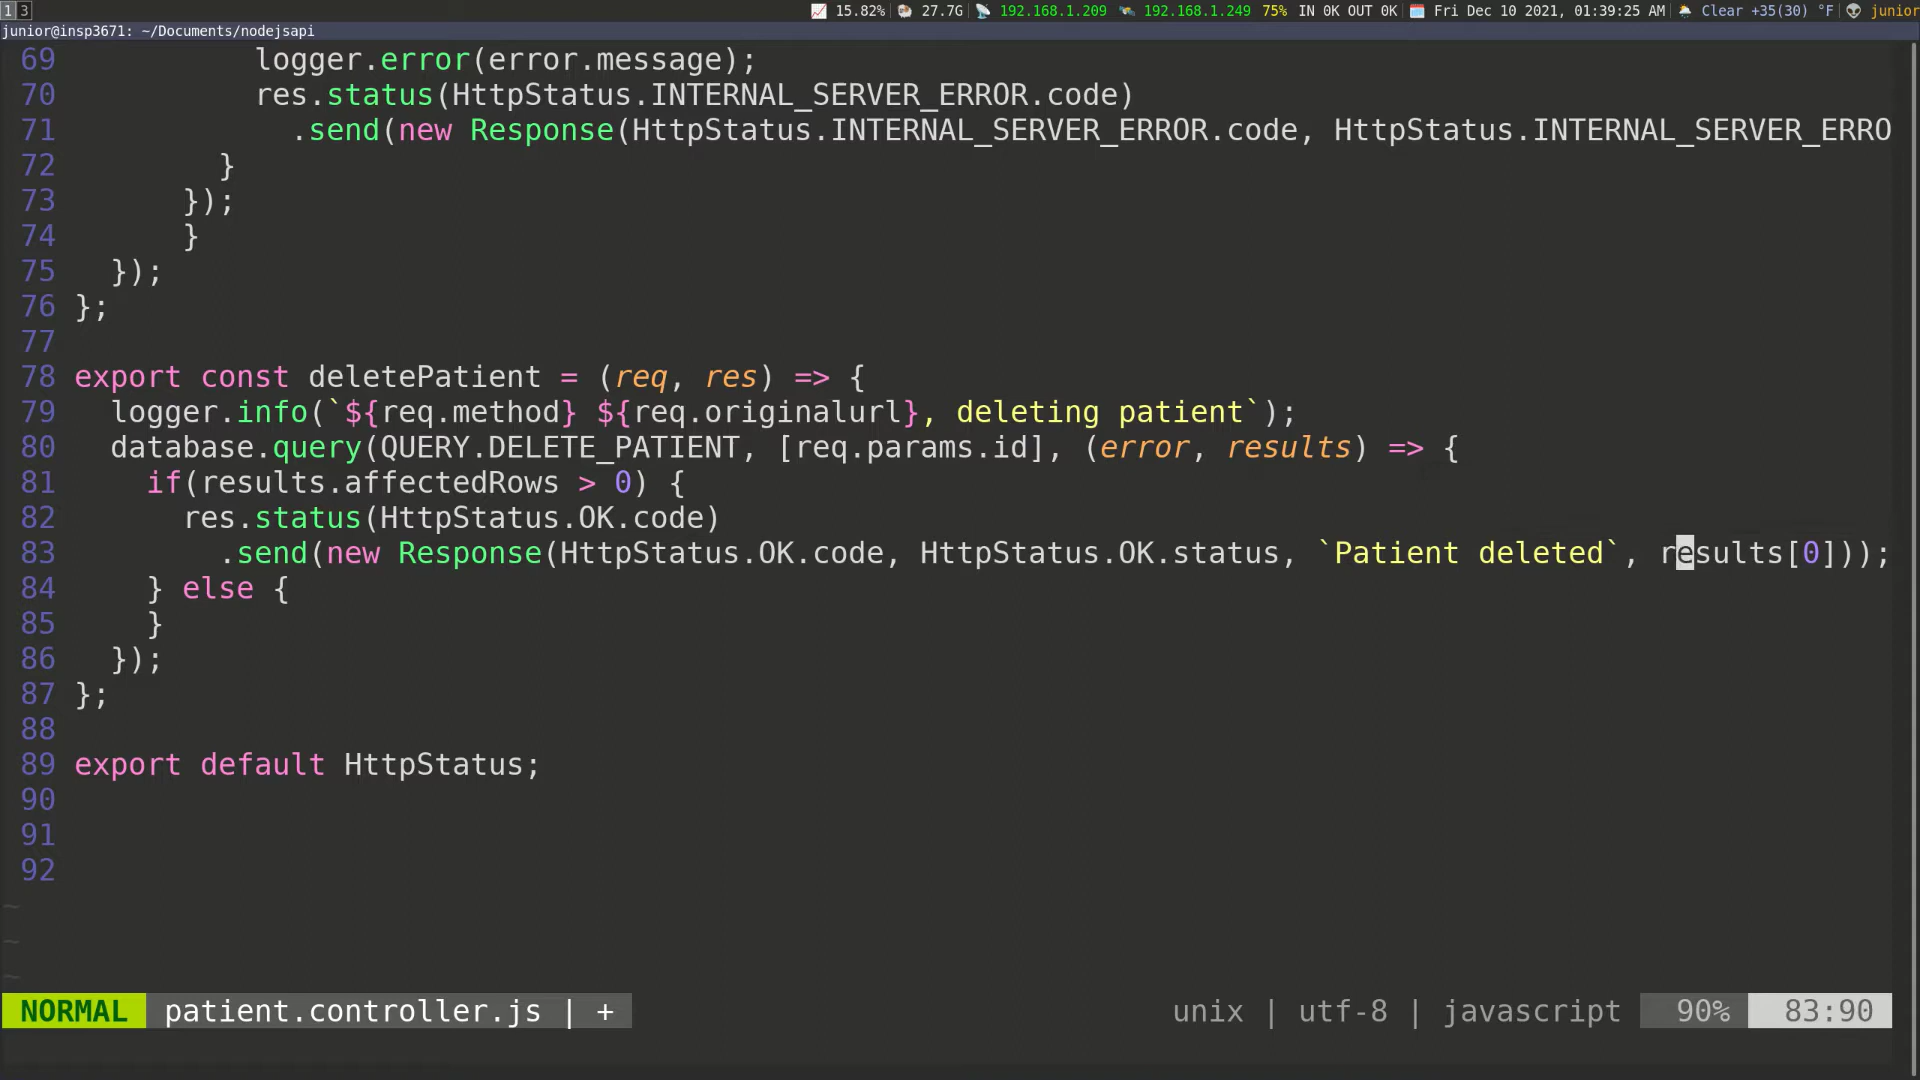 1 3 15.82% 27.7G 192.168.1.209 192.168.1.249 75% IN 0K OUT 0K Fri Dec 10 2021, 01:39:25 AM Clear +35(30) °F junior
junior@insp3671: ~/Documents/nodejsapi
69           logger.error(error.message);
70           res.status(HttpStatus.INTERNAL_SERVER_ERROR.code)
71             .send(new Response(HttpStatus.INTERNAL_SERVER_ERROR.code, HttpStatus.INTERNAL_SERVER_ERRO
72         }
73       });
74       }
75   });
76 };
77
78 export const deletePatient = (req, res) => {
79   logger.info(`${req.method} ${req.originalurl}, deleting patient`);
80   database.query(QUERY.DELETE_PATIENT, [req.params.id], (error, results) => {
81     if(results.affectedRows > 0) {
82       res.status(HttpStatus.OK.code)
83         .send(new Response(HttpStatus.OK.code, HttpStatus.OK.status, `Patient deleted`, results[0]));
84     } else {
85     }
86   });
87 };
88
89 export default HttpStatus;
90
91
92
~
~
~
NORMAL patient.controller.js | + unix | utf-8 | javascript 90% 83:90